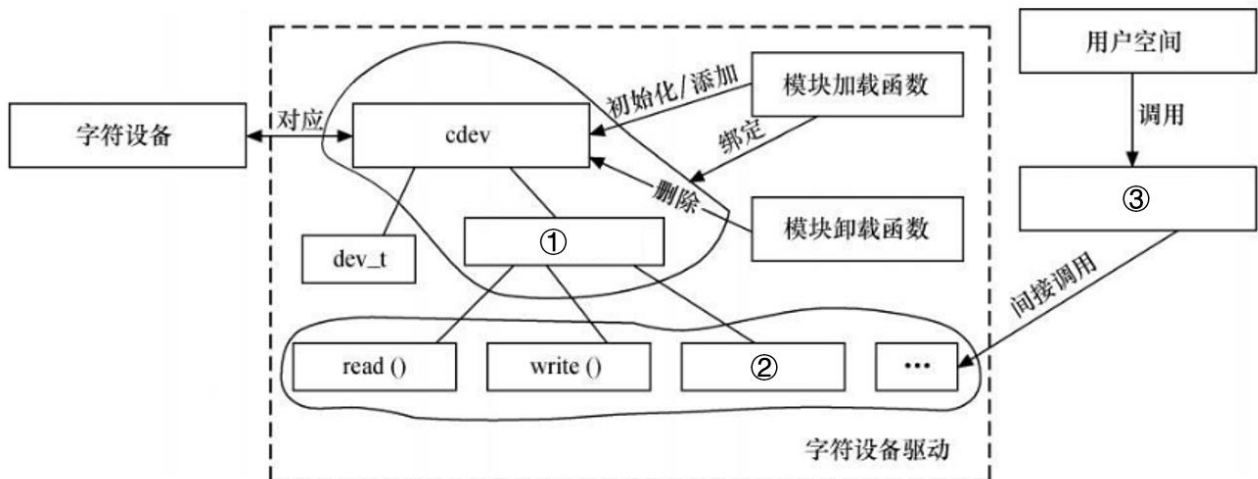 用户空间
模块加载函数
初始化/添加
调用
字符设备
对应
cdev
绑定
删除
③
①
模块卸载函数
dev_t
间接调用
read ()
write ()
②
···
字符设备驱动